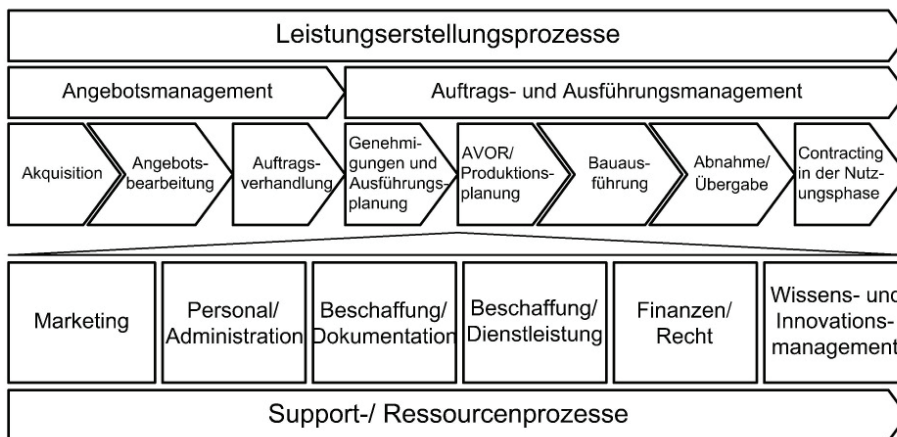 Leistungserstellungsprozesse
Angebotsmanagement
Auftrags- und Ausführungsmanagement
Akquisition
Angebots-
bearbeitung
Auftrags-
verhandlung
Genehmi-
gungen und
Ausführungs-
planung
AVOR/
Produktions-
planung
Bauaus-
führung
Abnahme/
Übergabe
Contracting
in der Nutz-
ungsphase
Marketing
Personal/
Administration
Beschaffung/
Dokumentation
Beschaffung/
Dienstleistung
Finanzen/
Recht
Wissens- und
Innovations-
management
Support-/ Ressourcenprozesse